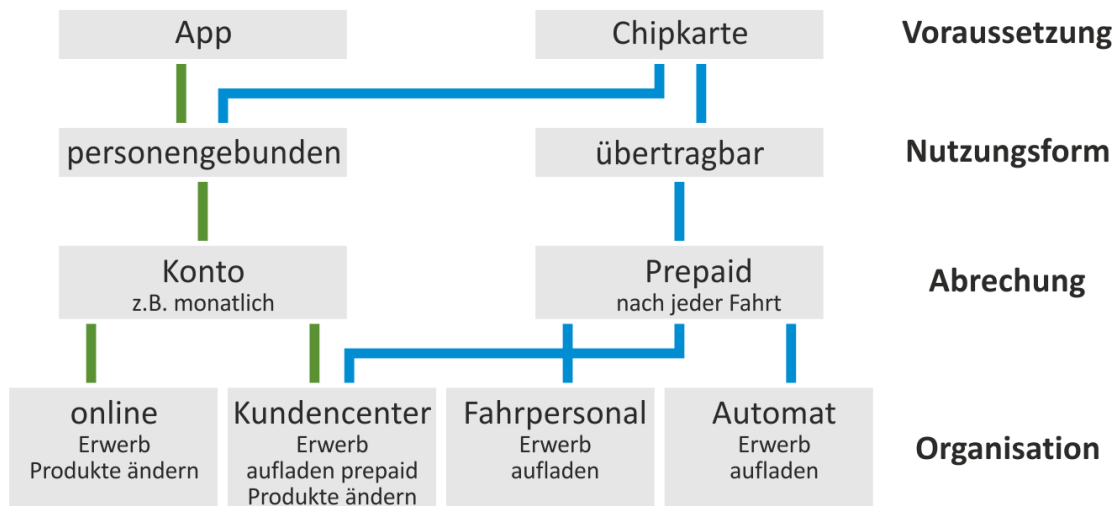 App
Chipkarte
Voraussetzung
personengebunden
übertragbar
Nutzungsform
Konto
z.B. monatlich
Prepaid
nach jeder Fahrt
Abrechung
online
Erwerb
Produkte ändern
Kundencenter
Erwerb
aufladen prepaid
Produkte ändern
Fahrpersonal
Erwerb
aufladen
Automat
Erwerb
aufladen
Organisation